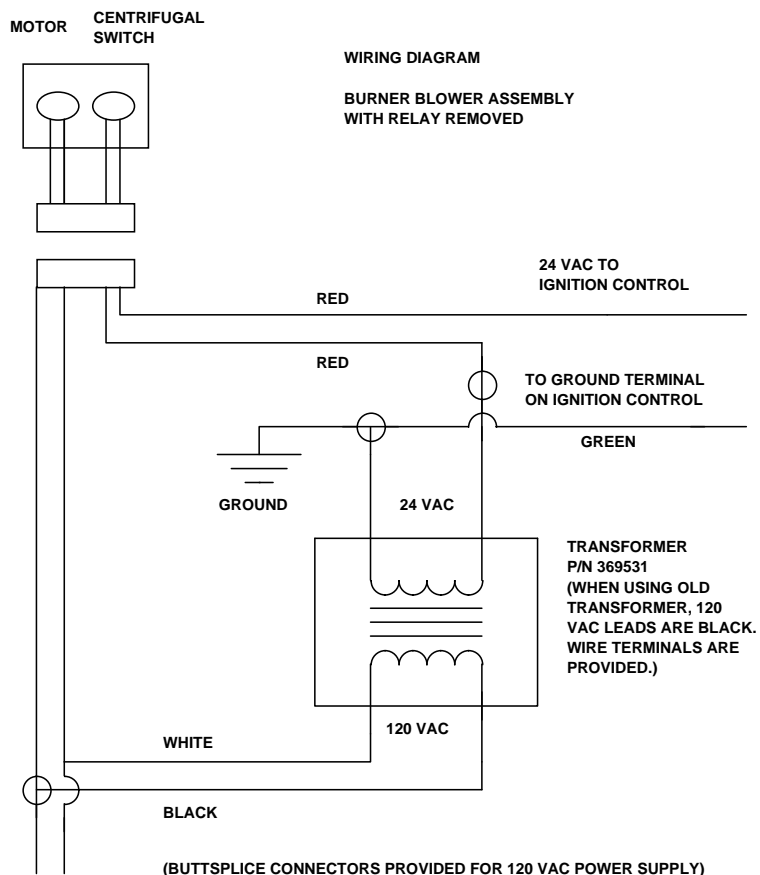 MOTOR
CENTRIFUGAL
SWITCH
WIRING DIAGRAM
BURNER BLOWER ASSEMBLY
WITH RELAY REMOVED
24 VAC TO
IGNITION CONTROL
RED
RED
TO GROUND TERMINAL
ON IGNITION CONTROL
GREEN
GROUND
24 VAC
TRANSFORMER
P/N 369531
(WHEN USING OLD
TRANSFORMER, 120
VAC LEADS ARE BLACK.
WIRE TERMINALS ARE
PROVIDED.)
120 VAC
WHITE
BLACK
(BUTTSPLICE CONNECTORS PROVIDED FOR 120 VAC POWER SUPPLY)